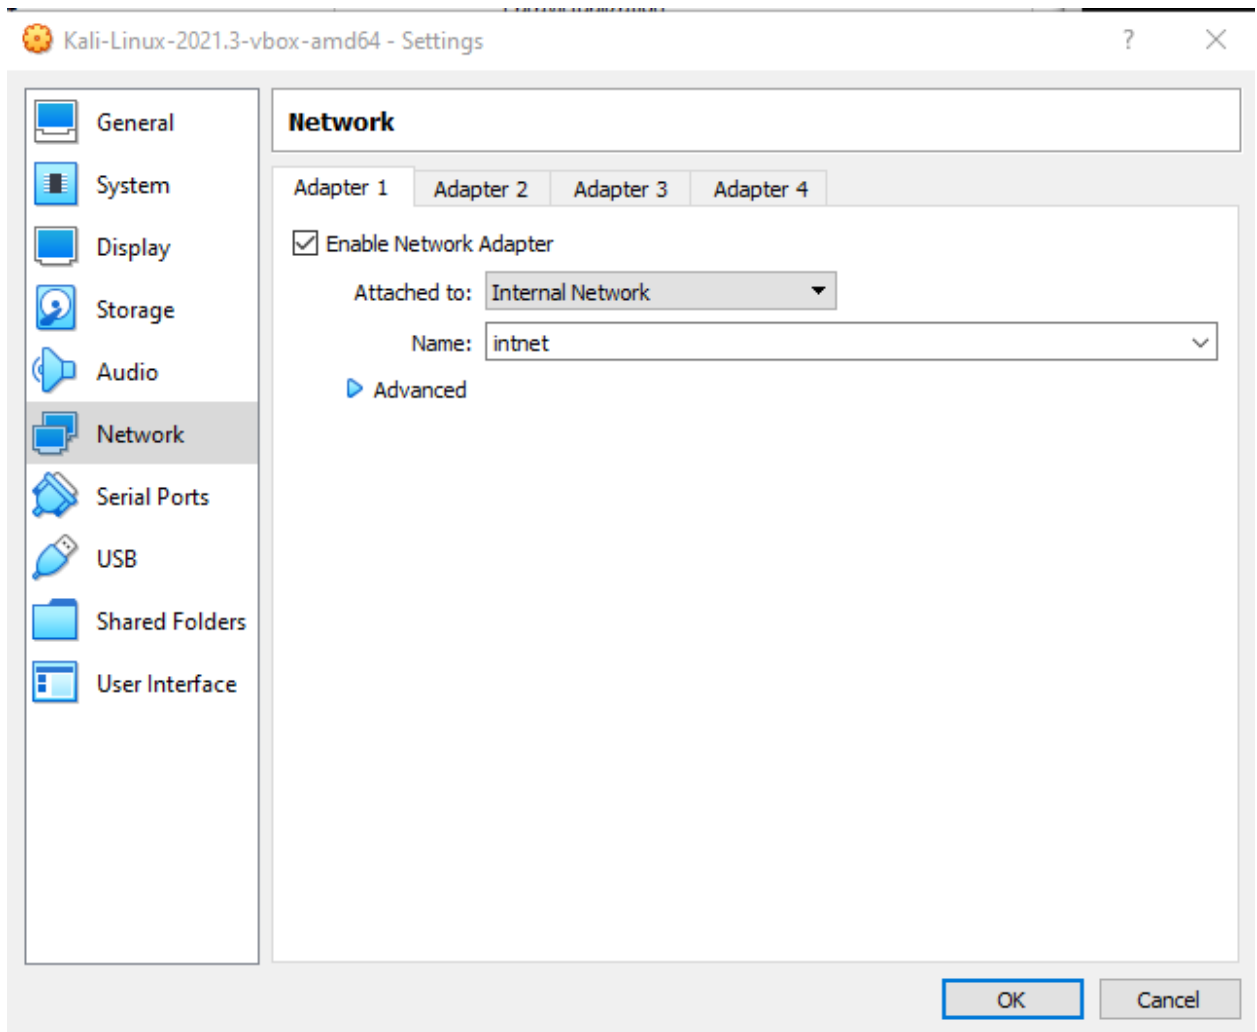 Kali-Linux-2021.3-vbox-amd64 - Settings
?
General
System
Display
Storage
Audio
Network
Serial Ports
USB
Shared Folders
User Interface
Network
Adapter 1 Adapter 2 Adapter 3 Adapter 4
Enable Network Adapter
Attached to: Internal Network
Name: intnet
Advanced
OK Cancel